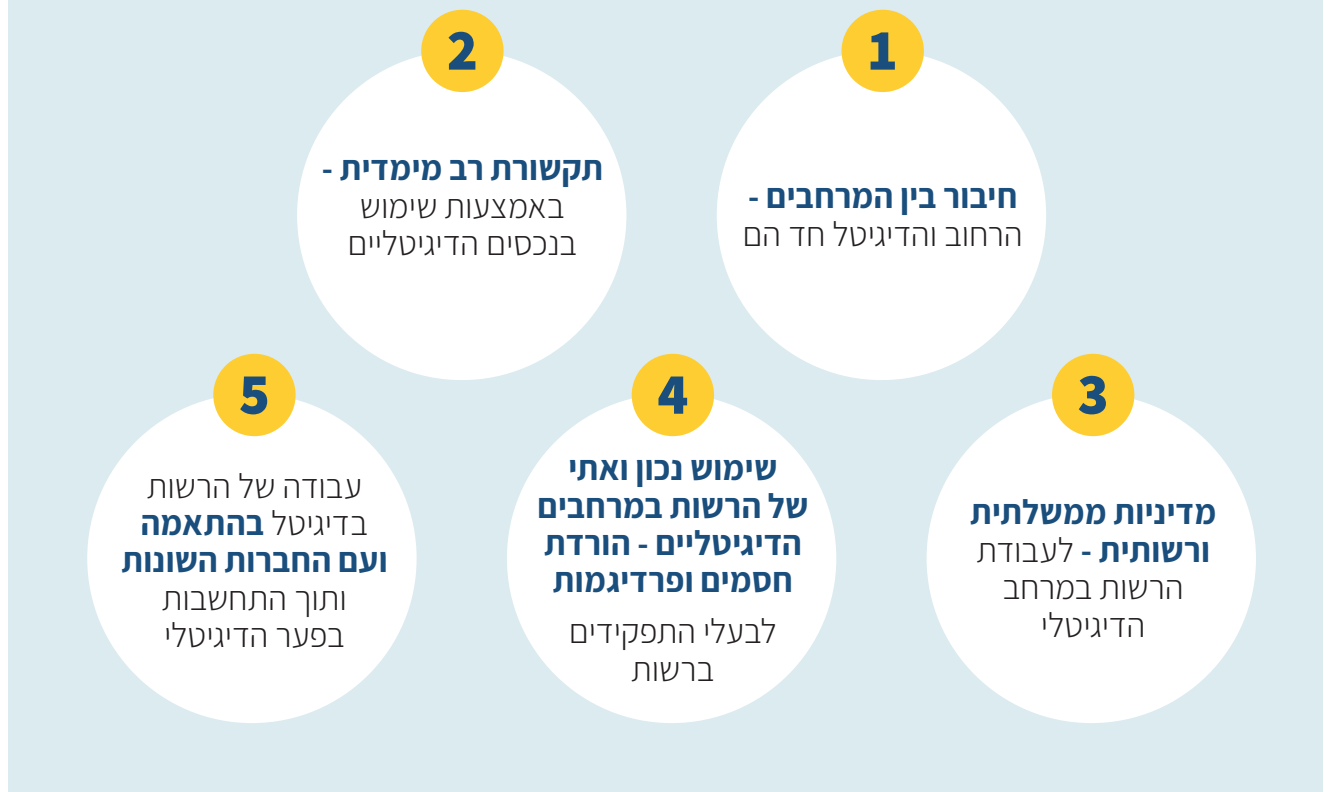 1
חיבור בין המרחבים -
הרחוב והדיגיטל חד הם
2
תקשורת רב מימדית -
באמצעות שימוש
בנכסים הדיגיטליים
3
מדיניות ממשלתית
ורשותית - לעבודת
הרשות במרחב
הדיגיטלי
4
שימוש נכון ואתי
של הרשות במרחבים
הדיגיטליים - הורדת
חסמים ופרדיגמות
לבעלי התפקידים
ברשות
5
עבודה של הרשות
בדיגיטל בהתאמה
ועם החברות השונות
ותוך התחשבות
בפער הדיגיטלי